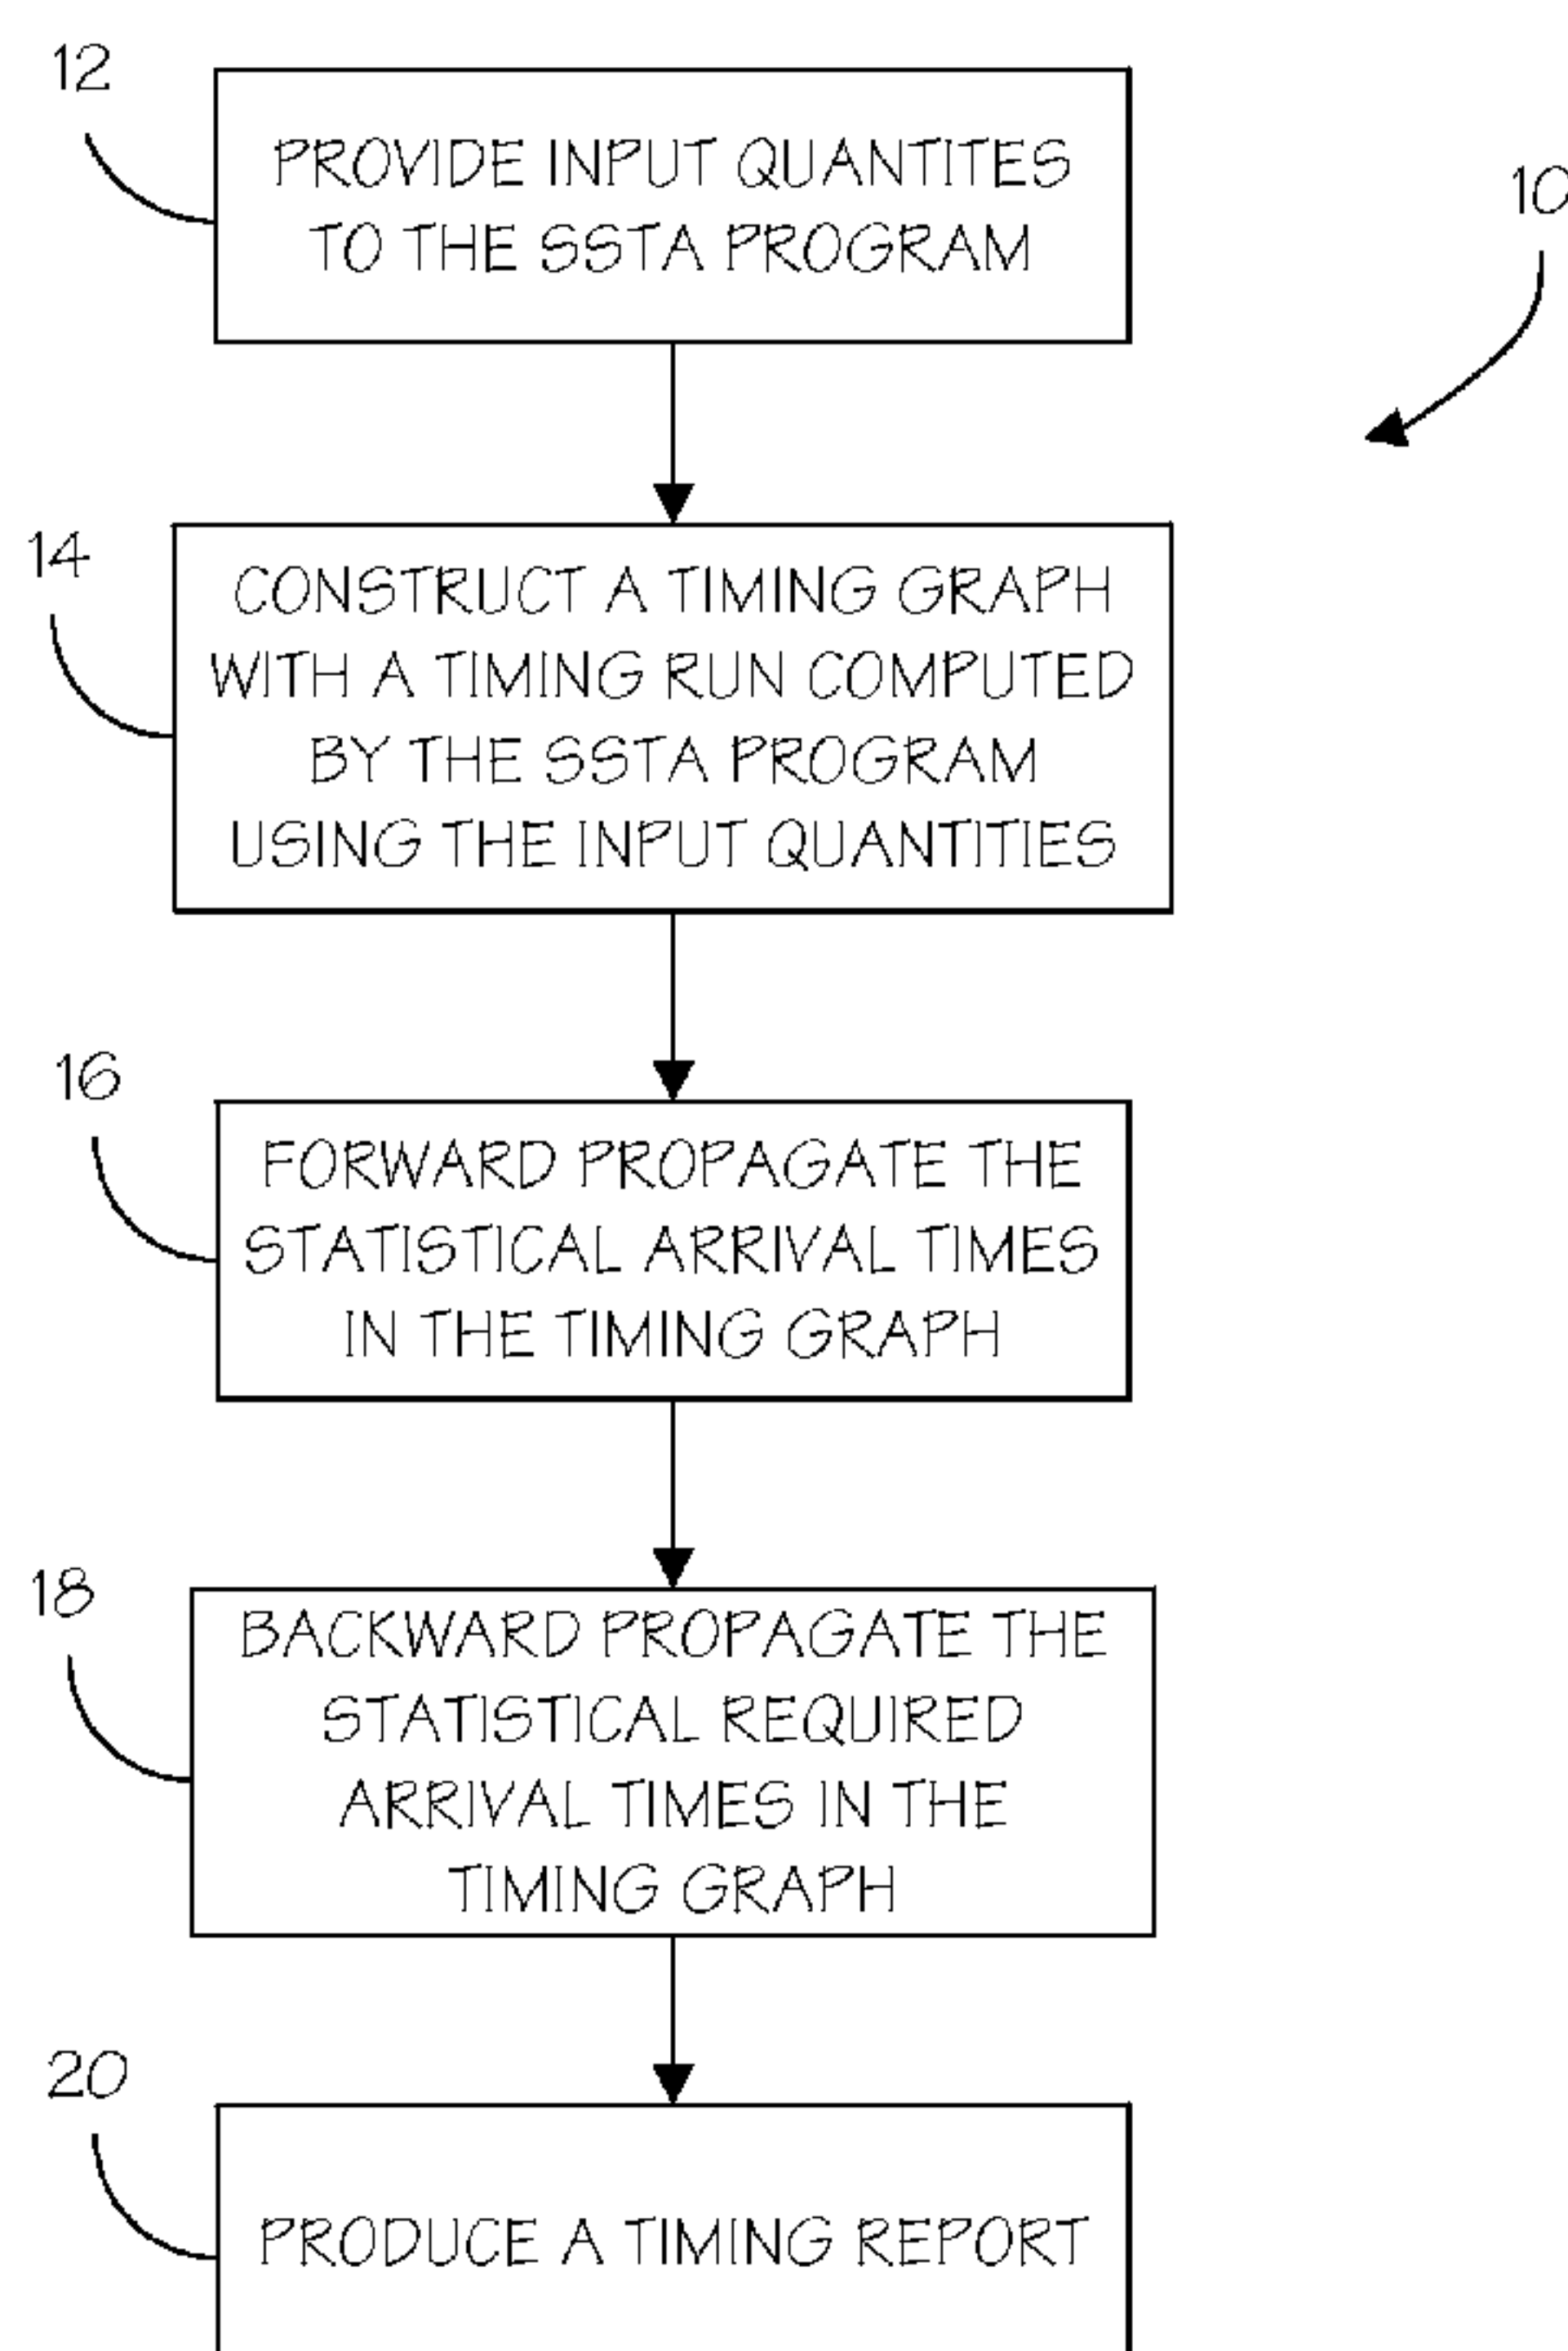 12
PROVIDE INPUT QUANTITES
TO THE SSTA PROGRAM
10
14
CONSTRUCT A TIMING GRAPH
WITH A TIMING RUN COMPUTED
BY THE SSTA PROGRAM
USING THE INPUT QUANTITIES
16
FORWARD PROPAGATE THE
STATISTICAL ARRIVAL TIMES
IN THE TIMING GRAPH
18
BACKWARD PROPAGATE THE
STATISTICAL REQUIRED
ARRIVAL TIMES IN THE
TIMING GRAPH
20
PRODUCE A TIMING REPORT